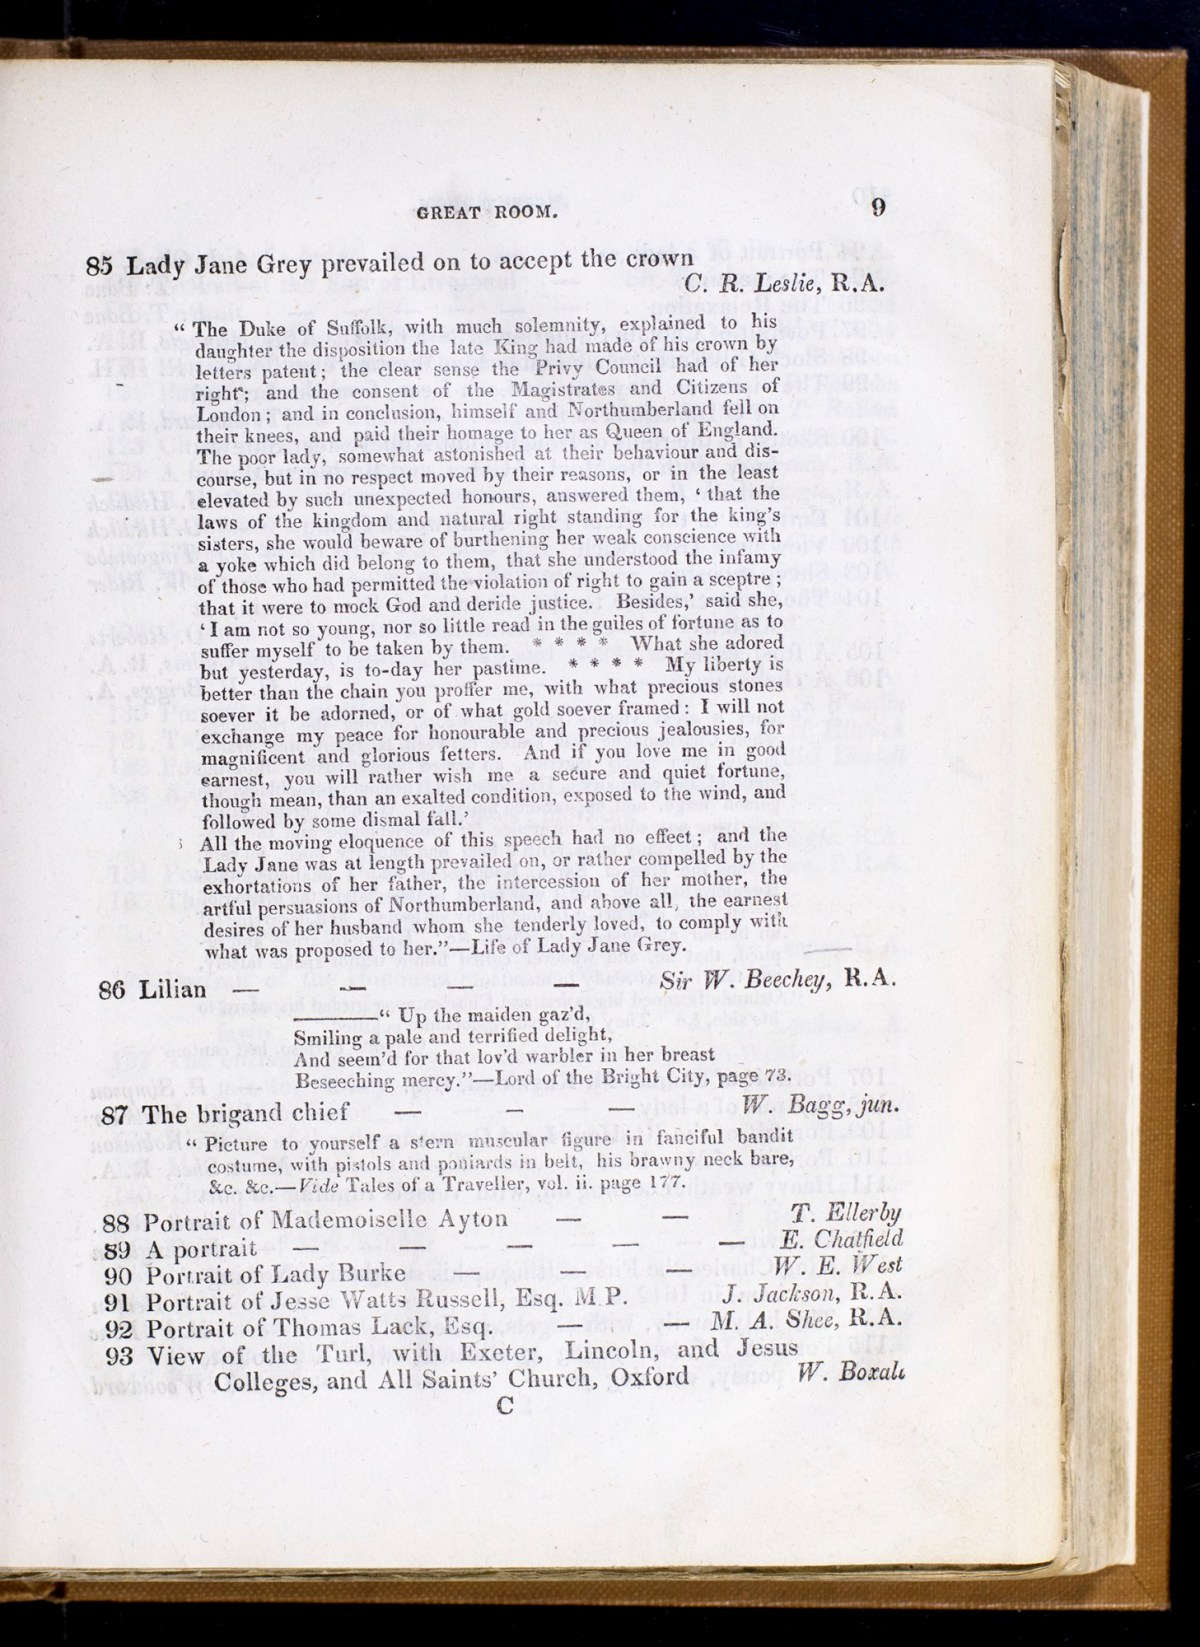 GREAT ROOM. 9
85 Lady Jane Grey prevailed on to accept the crown
C. R. Leslie, R.A.
“ The Duke of Suffolk, with much solemnity, explained to his
daughter the disposition the late King had made of his crown by
letters patent; the clear sense the Privy Council had of her
right; and the consent of the Magistrates and Citizens of
London; and in conclusion, himself and Northumberland fell on
their knees, and paid their homage to her as Queen of England.
The poor lady, somewhat astonished at their behaviour and dis-
course, but in no respect moved by their reasons, or in the least
elevated by such unexpected honours, answered them, ‘ that the
laws of the kingdom and natural right standing for the king’s
sisters, she would beware of burthening her weak conscience with
a yoke which did belong to them, that she understood the infamy
of those who had permitted the violation of right to gain a sceptre ;
that it were to mock God and deride justice. Besides,’ said she,
‘ I am not so young, nor so little read in the guiles of fortune as to
suffer myself to be taken by them. * * * * What she adored
but yesterday, is to-day her pastime. * * * * My liberty is
better than the chain you proffer me, with what precious stones
soever it be adorned, or of what gold soever framed: I will not
exchange my peace for honourable and precious jealousies, for
magnificent and glorious fetters. And if you love me in good
earnest, you will rather wish me a secure and quiet fortune,
though mean, than an exalted condition, exposed to the wind, and
followed by some dismal fall.’
All the moving eloquence of this speech had no effect; and the
Lady Jane was at length prevailed on, or rather compelled by the
exhortations of her father, the intercession of her mother, the
artful persuasions of Northumberland, and above all, the earnest
desires of her husband whom she tenderly loved, to comply with
what was proposed to her.”—Life of Lady Jane Grey.
86 Lilian — — — — Sir W. Beechey, R.A.
———“ Up the maiden gaz’d,
Smiling a pale and terrified delight,
And seem’d for that lov’d warbler in her breast
Beseeching mercy.”—Lord of the Bright City, page 73.
87 The brigand chief — — — W. Bagg, jun.
“ Picture to yourself a stern muscular figure in fanciful bandit
costume, with pistols and poniards in belt, his brawny neck bare,
&c. &c.—Vide Tales of a Traveller, vol. ii. page 177.
88 Portrait of Mademoiselle Ayton — — T. Ellerby
89 A portrait — — — — — E. Chatfield
90 Portrait of Lady Burke — — — W. E. West
91 Portrait of Jesse Watts Russell, Esq. M.P. J. Jackson, R.A.
92 Portrait of Thomas Lack, Esq. — — M. A. Shee, R.A.
93 View of the Turl, with Exeter, Lincoln, and Jesus
Colleges, and All Saints’ Church, Oxford W. Boxall
C